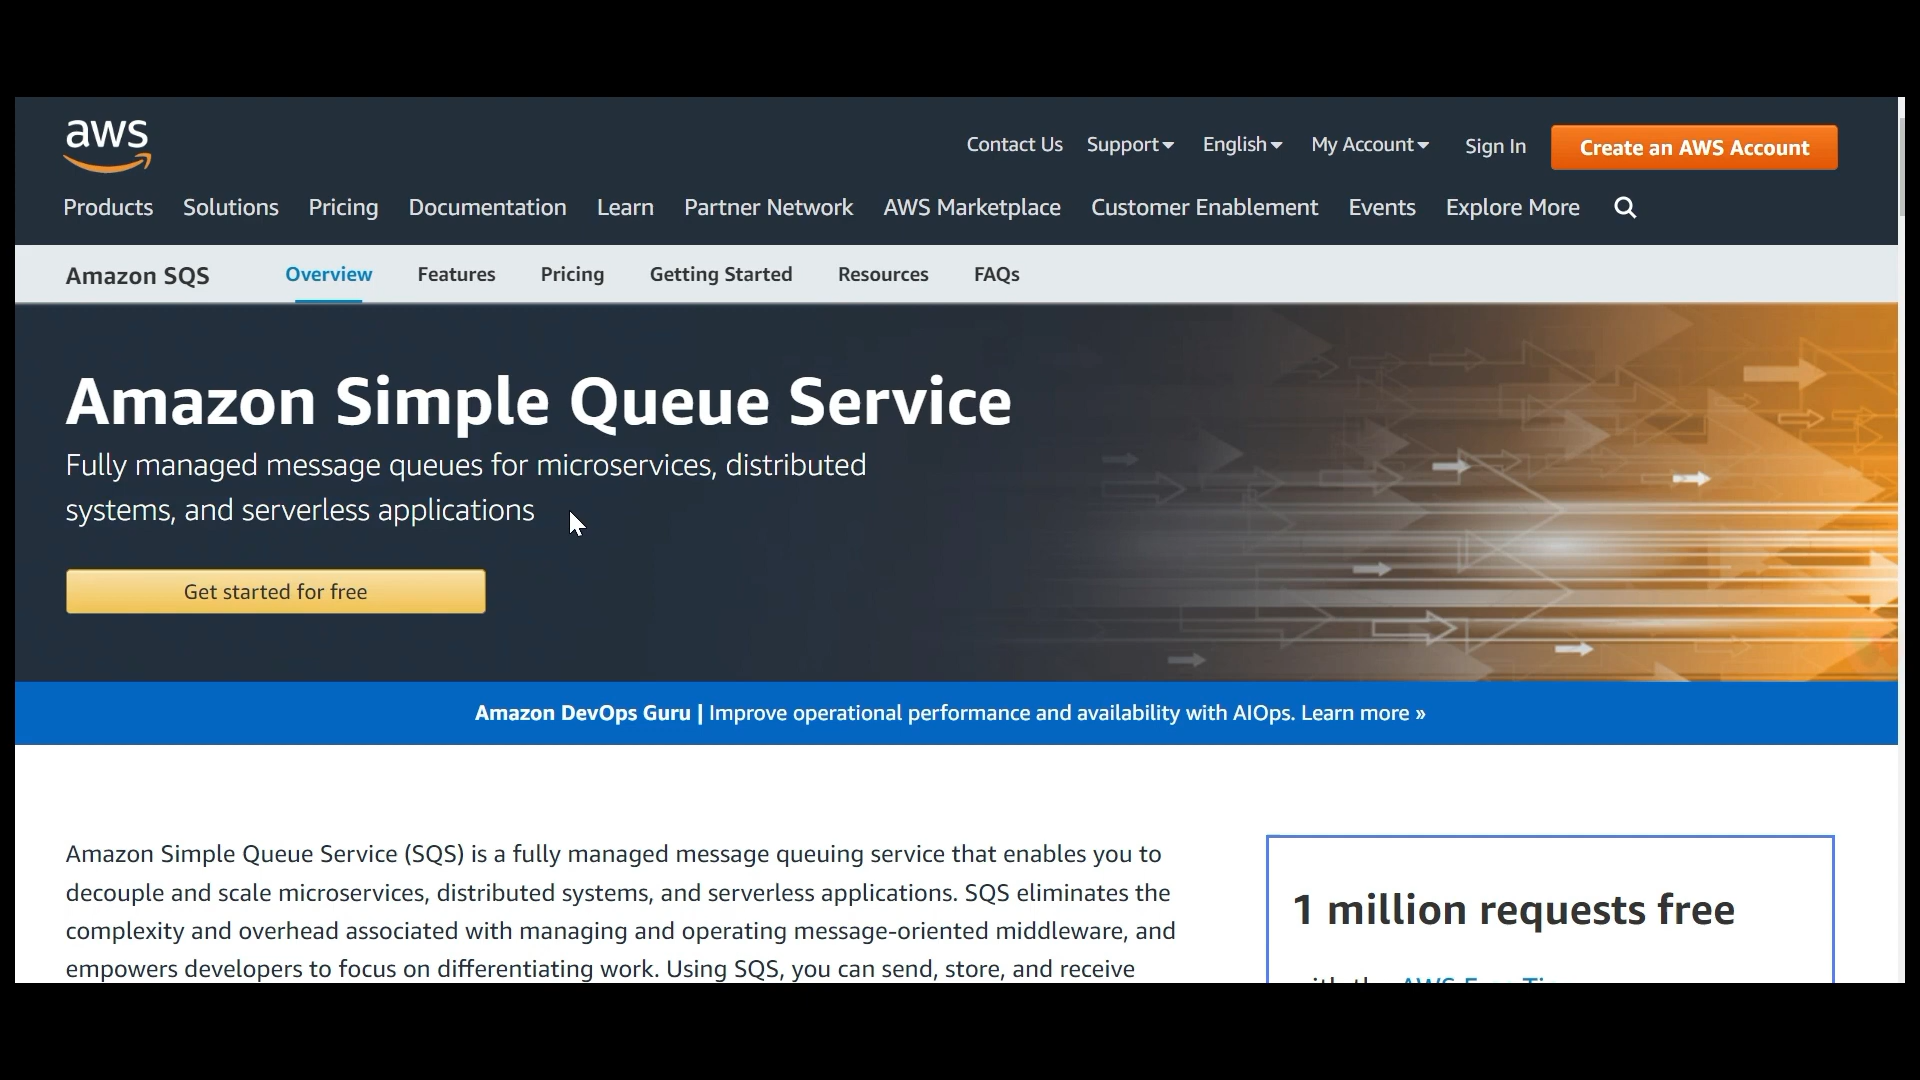 aws
Contact Us Support English My Account Sign In Create an AWS Account
Products Solutions Pricing Documentation Learn Partner Network AWS Marketplace Customer Enablement Events Explore More
Amazon SQS Overview Features Pricing Getting Started Resources FAQs
Amazon Simple Queue Service
Fully managed message queues for microservices, distributed
systems, and serverless applications
Get started for free
Amazon DevOps Guru | Improve operational performance and availability with AIOps. Learn more »
Amazon Simple Queue Service (SQS) is a fully managed message queuing service that enables you to
decouple and scale microservices, distributed systems, and serverless applications. SQS eliminates the
complexity and overhead associated with managing and operating message-oriented middleware, and
empowers developers to focus on differentiating work. Using SQS, you can send, store, and receive
1 million requests free